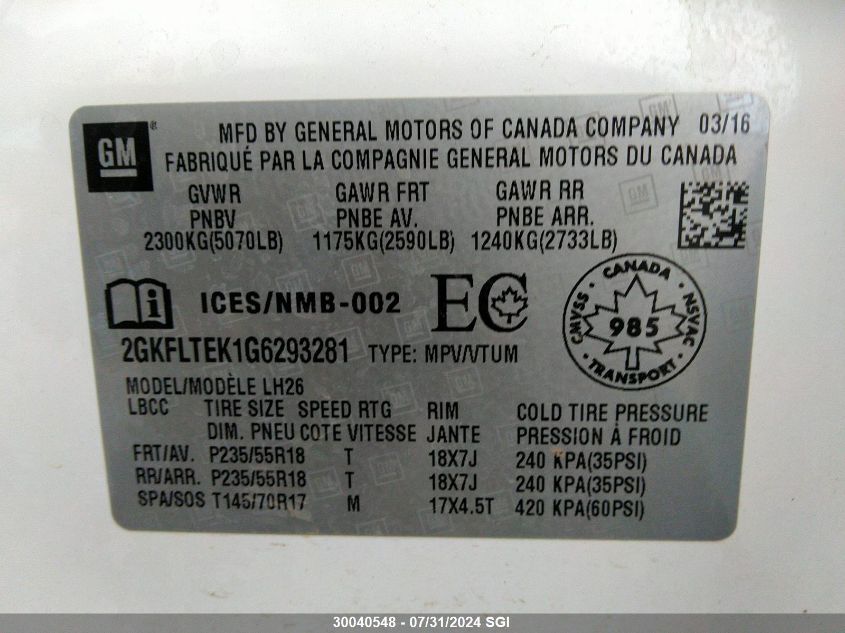 GM ®
MFD BY GENERAL MOTORS OF CANADA COMPANY 03/16
FABRIQUÉ PAR LA COMPAGNIE GENERAL MOTORS DU CANADA
GVWR GAWR FRT GAWR RR
PNBV PNBE AV. PNBE ARR.
2300KG(5070LB) 1175KG(2590LB) 1240KG(2733LB)
ICES/NMB-002 EC
CANADA
CMVSS 985 NSVAC
TRANSPORT
2GKFLTEK1G6293281 TYPE: MPV/VTUM
MODEL/MODÈLE LH26
LBCC TIRE SIZE SPEED RTG RIM COLD TIRE PRESSURE
DIM. PNEU COTE VITESSE JANTE PRESSION À FROID
FRT/AV. P235/55R18 T 18X7J 240 KPA(35PSI)
RR/ARR. P235/55R18 T 18X7J 240 KPA(35PSI)
SPA/SOS T145/70R17 M 17X4.5T 420 KPA(60PSI)
30040548 - 07/31/2024 SGI